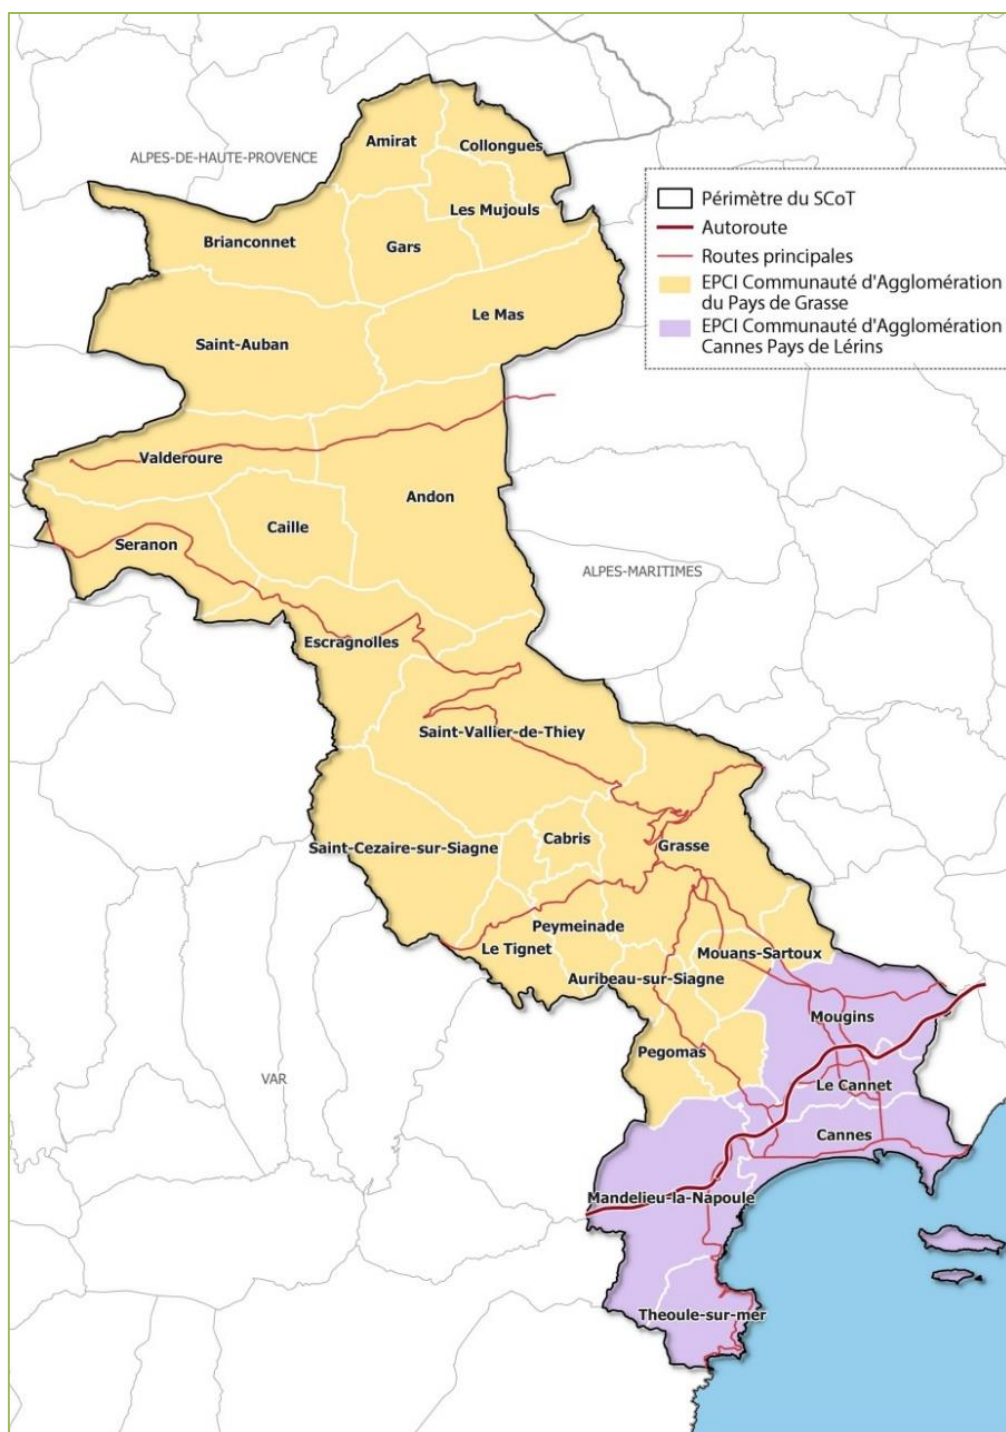 Amirat
Collongues
ALPES-DE-HAUTE-PROVENCE
Périmètre du SCoT
Autoroute
Routes principales
EPCI Communauté d'Agglomération
du Pays de Grasse
EPCI Communauté d'Agglomération
Cannes Pays de Lérins
Les Mujouls
Brianconnet
Gars
Le Mas
Saint-Auban
Valderoure
Andon
Caille
Seranon
ALPES-MARITIMES
Escragnolles
Saint-Vallier-de-Thiey
Cabris
Grasse
Saint-Cezaire-sur-Siagne
Peymeinade
Le Tignet
Mouans-Sartoux
Auribeau-sur-Siagne
Mougins
Pegomas
VAR
Le Cannet
Cannes
Mandelieu-la-Napoule
Theoule-sur-mer